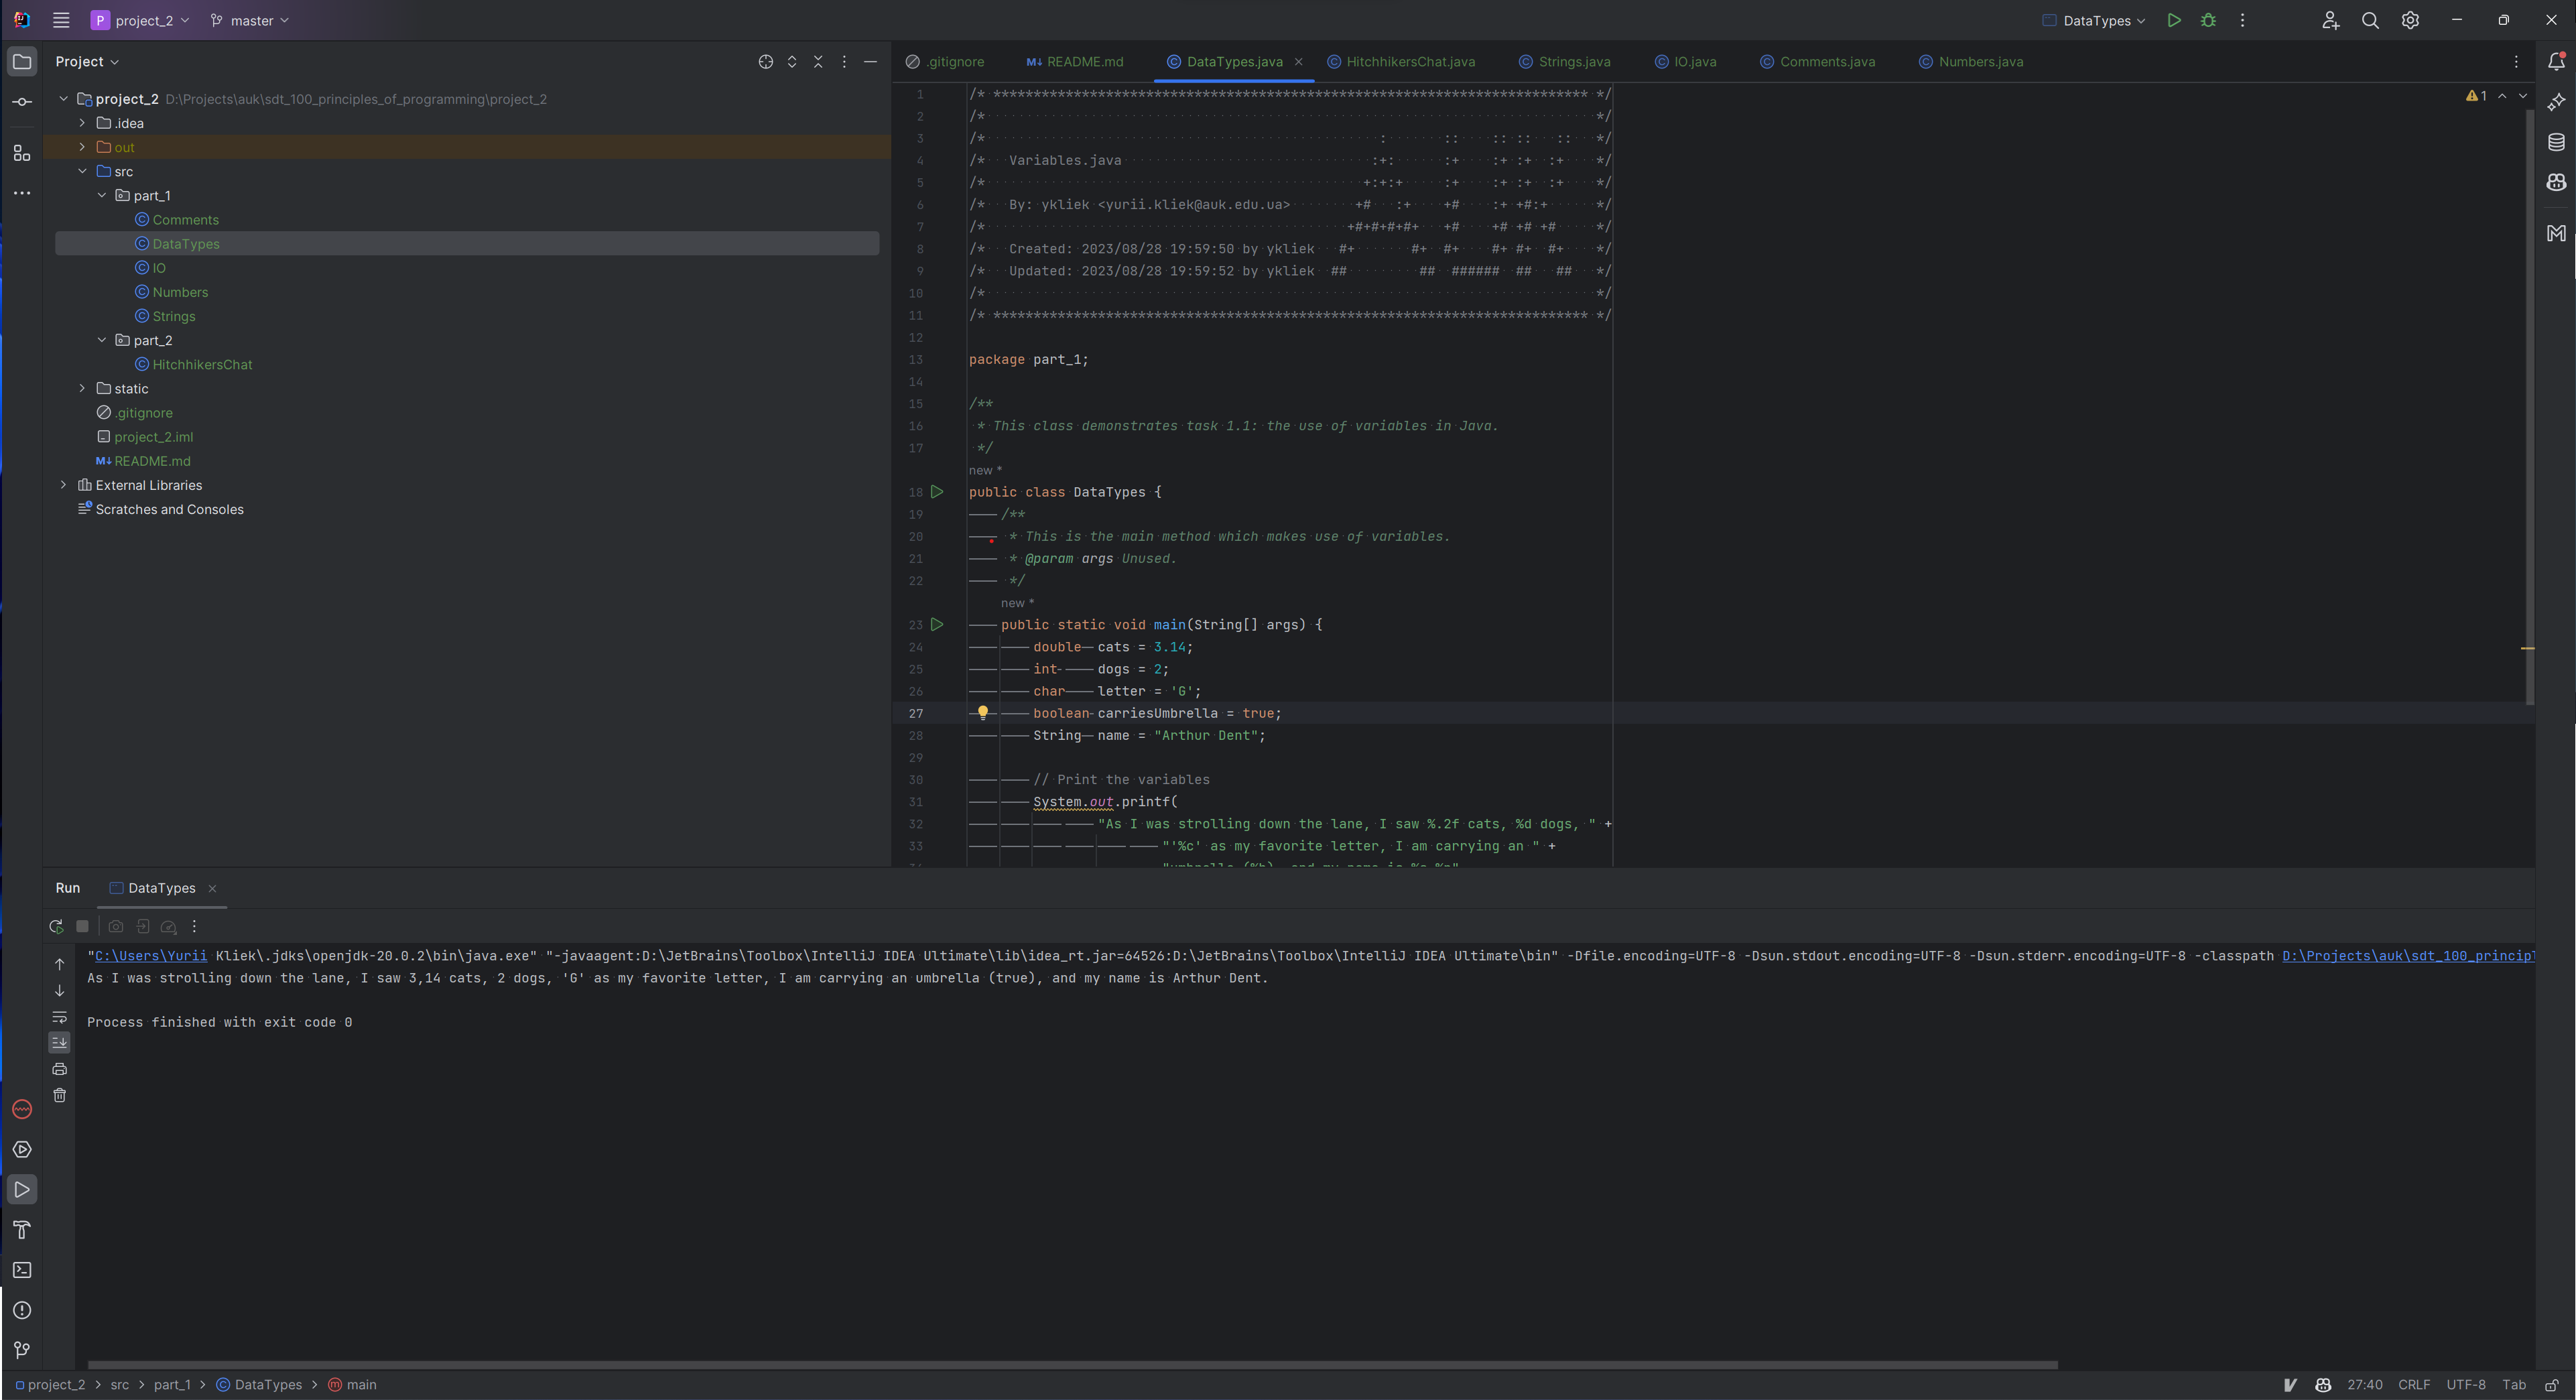 P project_2 master DataTypes
Project
.gitignore README.md DataTypes.java HitchhikersChat.java Strings.java IO.java Comments.java Numbers.java
project_2 D:\Projects\auk\sdt_100_principles_of_programming\project_2
.idea
out
src
part_1
Comments
DataTypes
IO
Numbers
Strings
part_2
HitchhikersChat
static
.gitignore
project_2.iml
README.md
External Libraries
Scratches and Consoles
1
1 /* ************************************************************************** */
2 /* */
3 /* : :: :: :: :: */
4 /* Variables.java :+: :+ :+ :+ :+ */
5 /* +:+:+ :+ :+ :+ :+ */
6 /* By: ykliek <yurii.kliek@auk.edu.ua> +# :+ +# :+ +#:+ */
7 /* +#+#+#+#+ +# +# +# +# */
8 /* Created: 2023/08/28 19:59:50 by ykliek #+ #+ #+ #+ #+ #+ */
9 /* Updated: 2023/08/28 19:59:52 by ykliek ## ## ###### ## ## */
10 /* */
11 /* ************************************************************************** */
12
13 package part_1;
14
15 /**
16 * This class demonstrates task 1.1: the use of variables in Java.
17 */
new *
18 public class DataTypes {
19 /**
20 * This is the main method which makes use of variables.
21 * @param args Unused.
22 */
new *
23 public static void main(String[] args) {
24 double cats = 3.14;
25 int dogs = 2;
26 char letter = 'G';
27 boolean carriesUmbrella = true;
28 String name = "Arthur Dent";
29
30 // Print the variables
31 System.out.printf(
32 "As I was strolling down the lane, I saw %.2f cats, %d dogs, " +
33 "'%c' as my favorite letter, I am carrying an " +
Run DataTypes
"C:\Users\Yurii Kliek\.jdks\openjdk-20.0.2\bin\java.exe" "-javaagent:D:\JetBrains\Toolbox\IntelliJ IDEA Ultimate\lib\idea_rt.jar=64526:D:\JetBrains\Toolbox\IntelliJ IDEA Ultimate\bin" -Dfile.encoding=UTF-8 -Dsun.stdout.encoding=UTF-8 -Dsun.stderr.encoding=UTF-8 -classpath D:\Projects\auk\sdt_100_princip
As I was strolling down the lane, I saw 3,14 cats, 2 dogs, 'G' as my favorite letter, I am carrying an umbrella (true), and my name is Arthur Dent.
Process finished with exit code 0
project_2 > src > part_1 > DataTypes > main 27:40 CRLF UTF-8 Tab